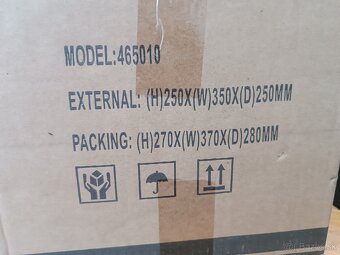 MODEL:465010
EXTERNAL: (H)250X(W)350X(D)250MM
PACKING: (H)270X(W)370X(D)280MM